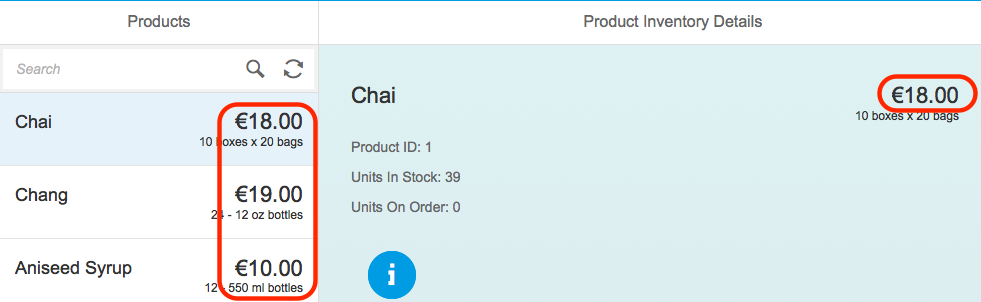 Products
Search
Chai
€18.00
10 boxes x 20 bags
Chang
€19.00
24 - 12 oz bottles
Aniseed Syrup
€10.00
12 - 550 ml bottles
Product Inventory Details
Chai
€18.00
10 boxes x 20 bags
Product ID: 1
Units In Stock: 39
Units On Order: 0
i